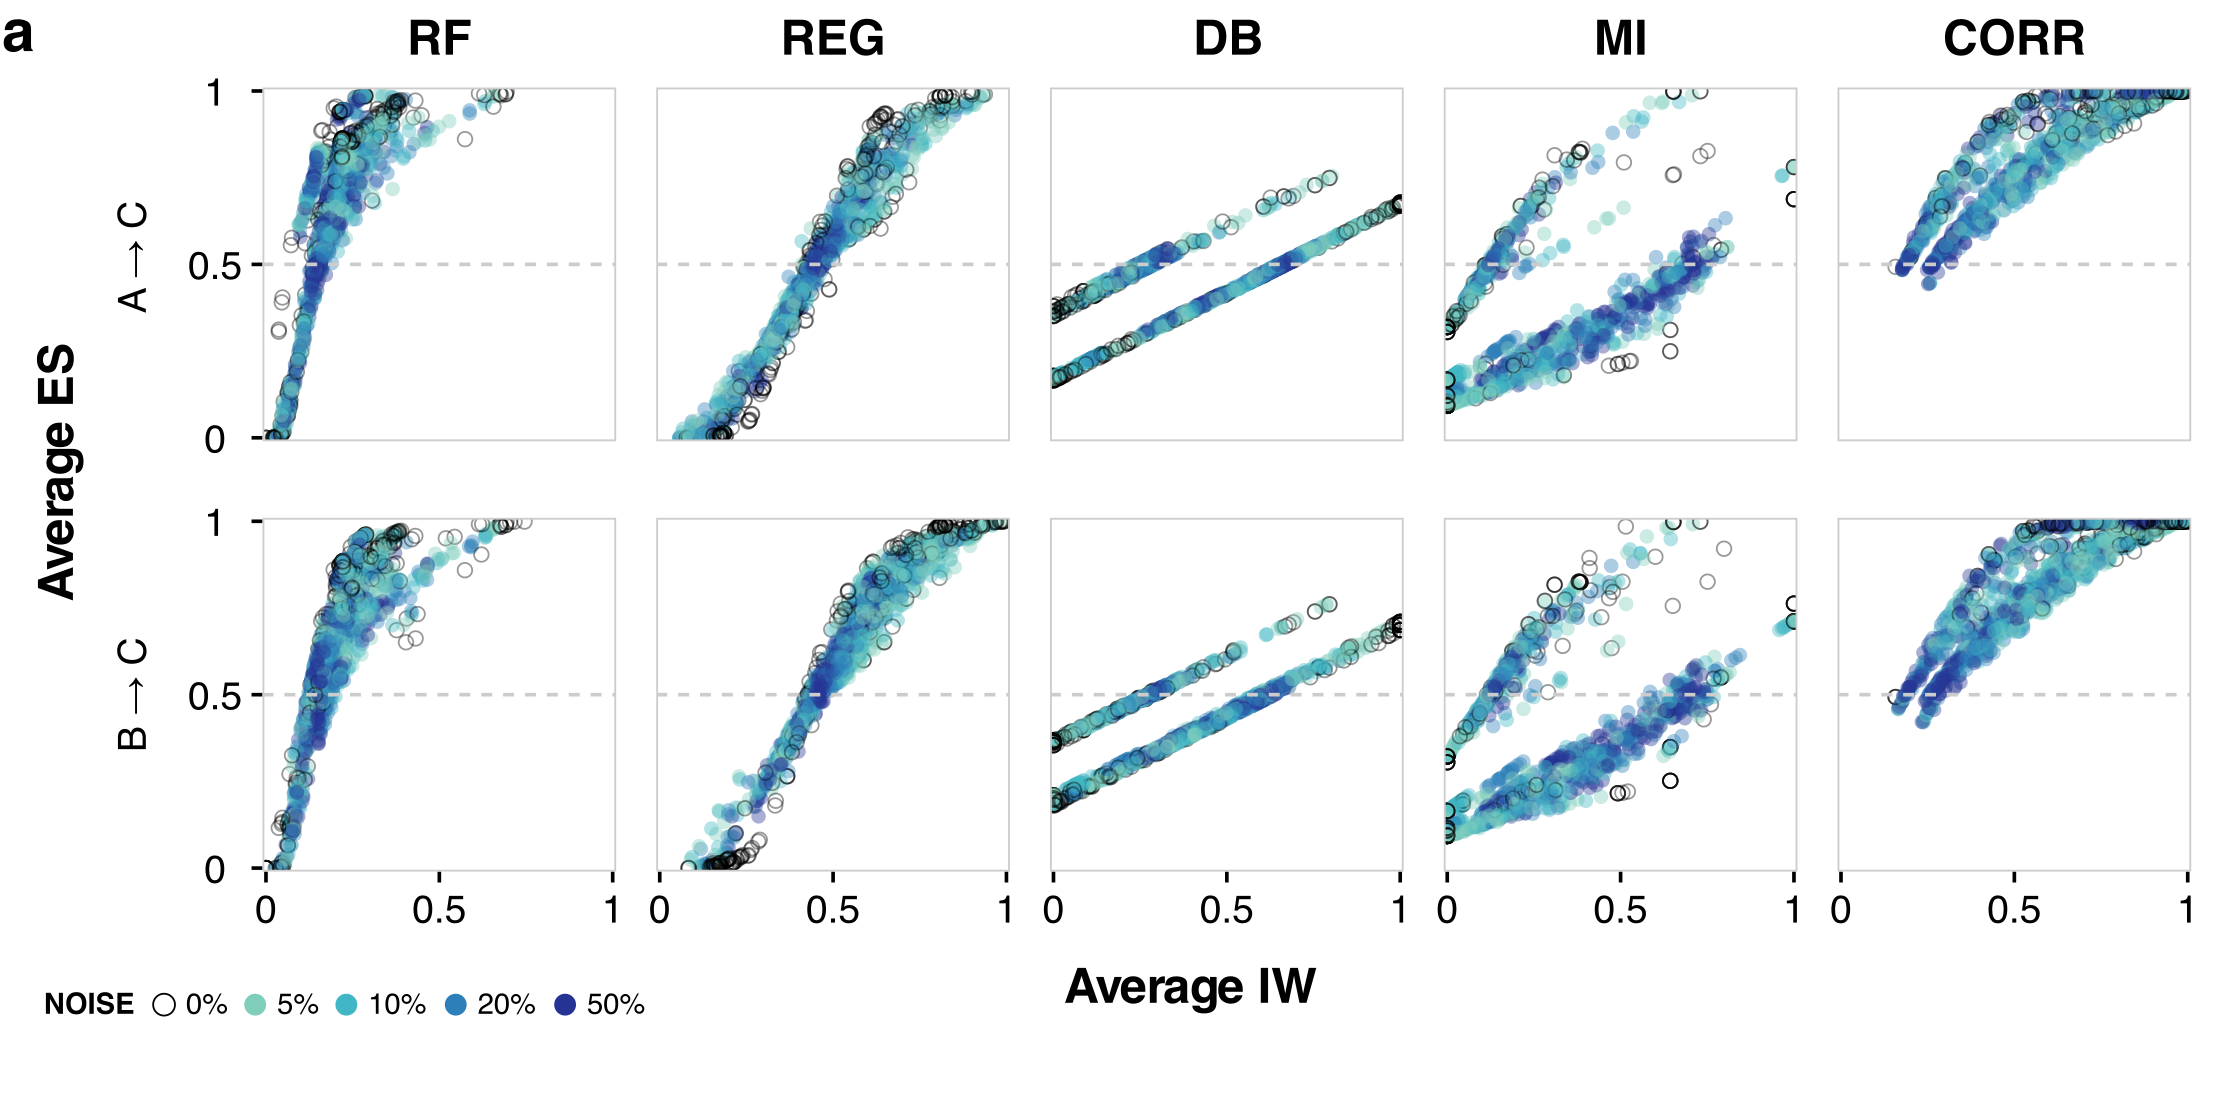 a
RF REG DB MI CORR
1
0.5
0
A → C
Average ES
1
0.5
0
B → C
0 0.5 1 0 0.5 1 0 0.5 1 0 0.5 1 0 0.5 1
Average IW
NOISE 0% 5% 10% 20% 50%